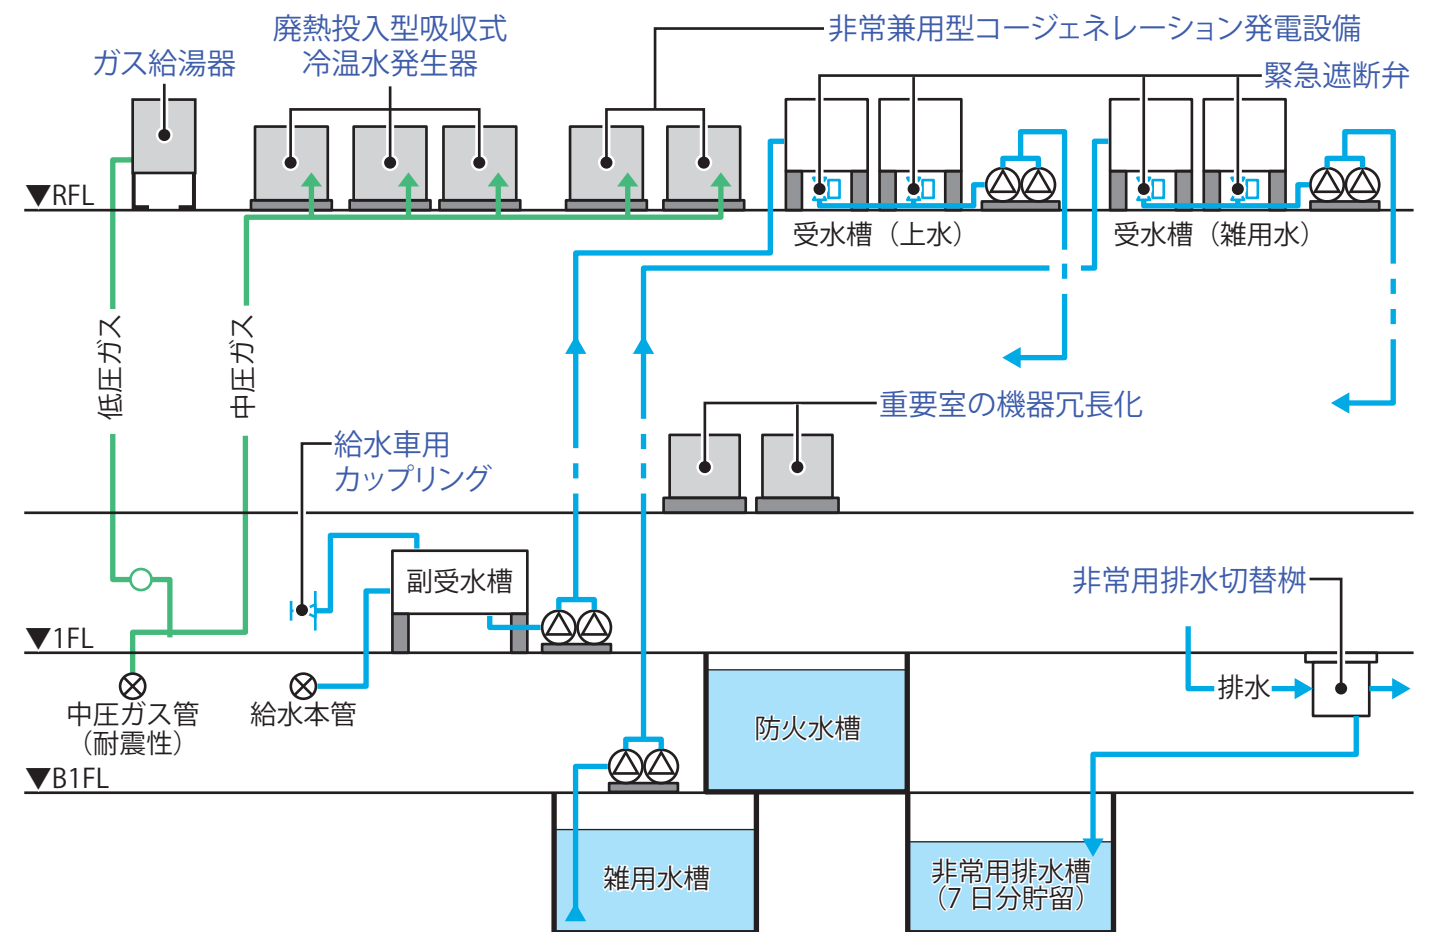 廃熱投入型吸収式
冷温水発生器
非常兼用型コージェネレーション発電設備
ガス給湯器
緊急遮断弁
▼RFL
受水槽（上水）
受水槽（雑用水）
低圧ガス
中圧ガス
重要室の機器冗長化
給水車用
カップリング
副受水槽
非常用排水切替桝
▼1FL
排水
中圧ガス管
（耐震性）
給水本管
防火水槽
▼B1FL
雑用水槽
非常用排水槽
（7 日分貯留）